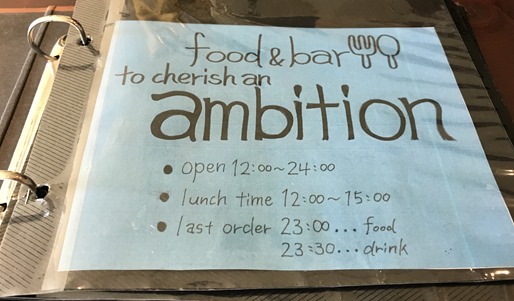 food & bar
to cherish an
ambition
● open 12:00~24:00
● lunch time 12:00~15:00
● last order 23:00... food
23:30... drink